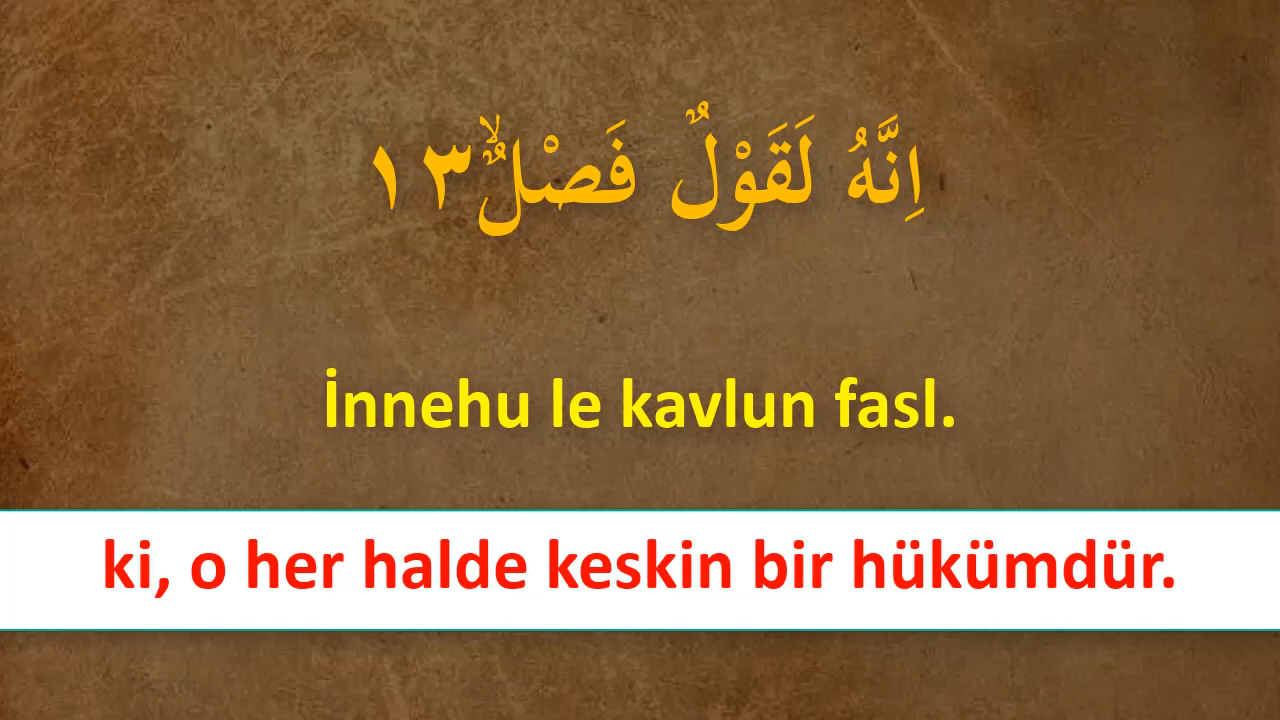 اِنَّهُ لَقَوْلٌ فَصْلٌۙ ١٣
İnnehu le kavlun fasl.
ki, o her halde keskin bir hükümdür.